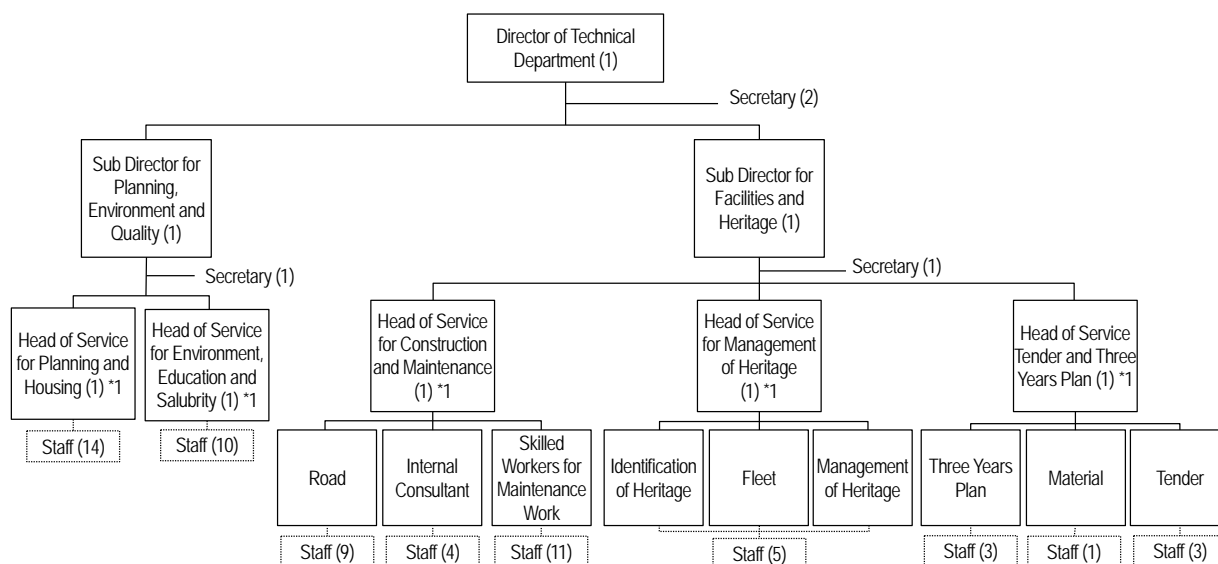 Director of Technical
Department (1)
Secretary (2)
Sub Director for
Planning,
Environment and
Quality (1)
Sub Director for
Facilities and
Heritage (1)
Secretary (1)
Secretary (1)
Head of Service
for Planning and
Housing (1) *1
Head of Service
for Environment,
Education and
Salubrity (1) *1
Head of Service
for Construction
and Maintenance
(1) *1
Head of Service
for Management
of Heritage
(1) *1
Head of Service
Tender and Three
Years Plan (1) *1
Staff (14)
Staff (10)
Road
Internal
Consultant
Skilled
Workers for
Maintenance
Work
Identification
of Heritage
Fleet
Management
of Heritage
Three Years
Plan
Material
Tender
Staff (9)
Staff (4)
Staff (11)
Staff (5)
Staff (3)
Staff (1)
Staff (3)